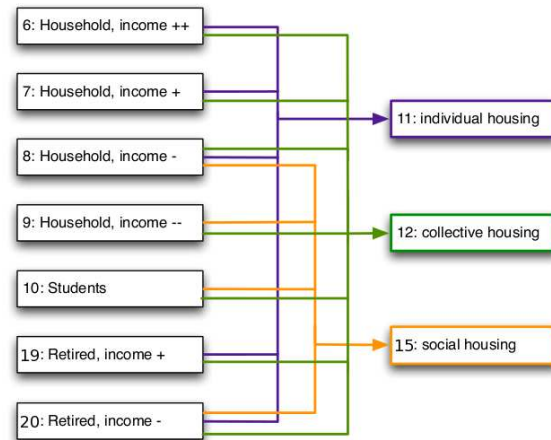 6: Household, income ++
7: Household, income +
8: Household, income -
9: Household, income --
10: Students
19: Retired, income +
20: Retired, income -
11: individual housing
12: collective housing
15: social housing